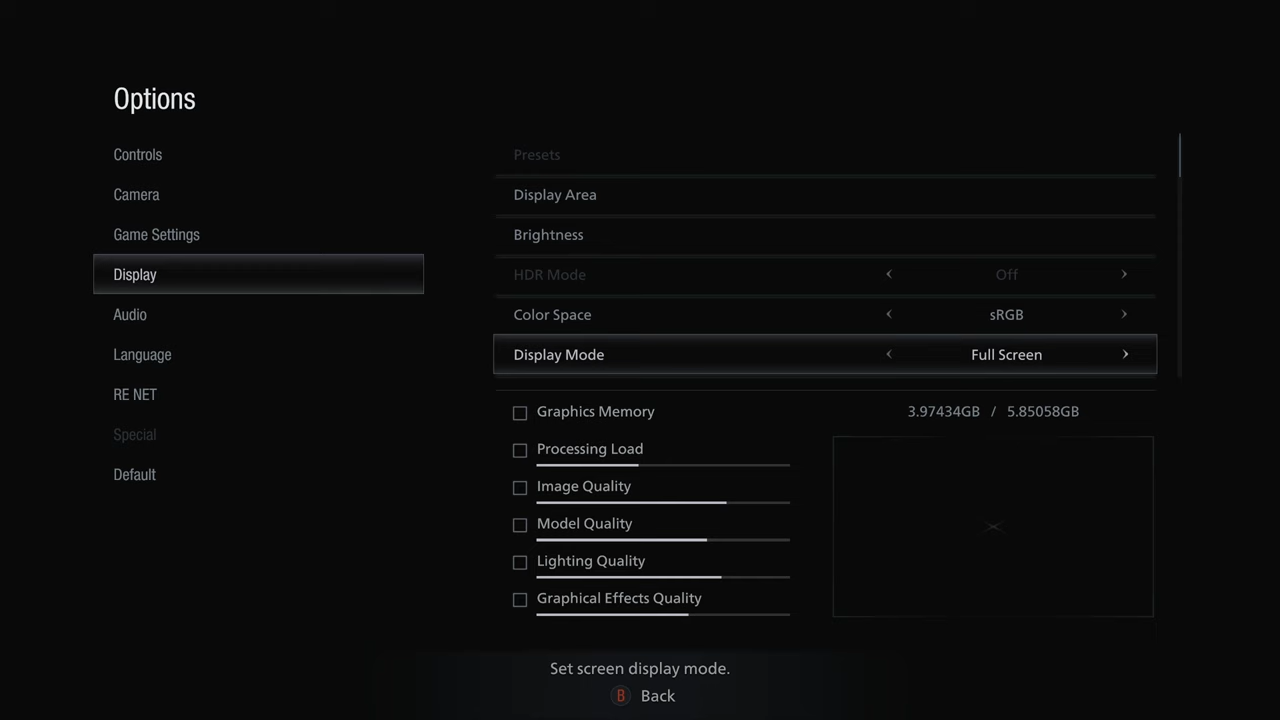 Options
Controls
Camera
Game Settings
Display
Audio
Language
RE NET
Special
Default
Presets
Display Area
Brightness
HDR Mode Off
Color Space sRGB
Display Mode Full Screen
Graphics Memory 3.97434GB / 5.85058GB
Processing Load
Image Quality
Model Quality
Lighting Quality
Graphical Effects Quality
Set screen display mode.
B Back